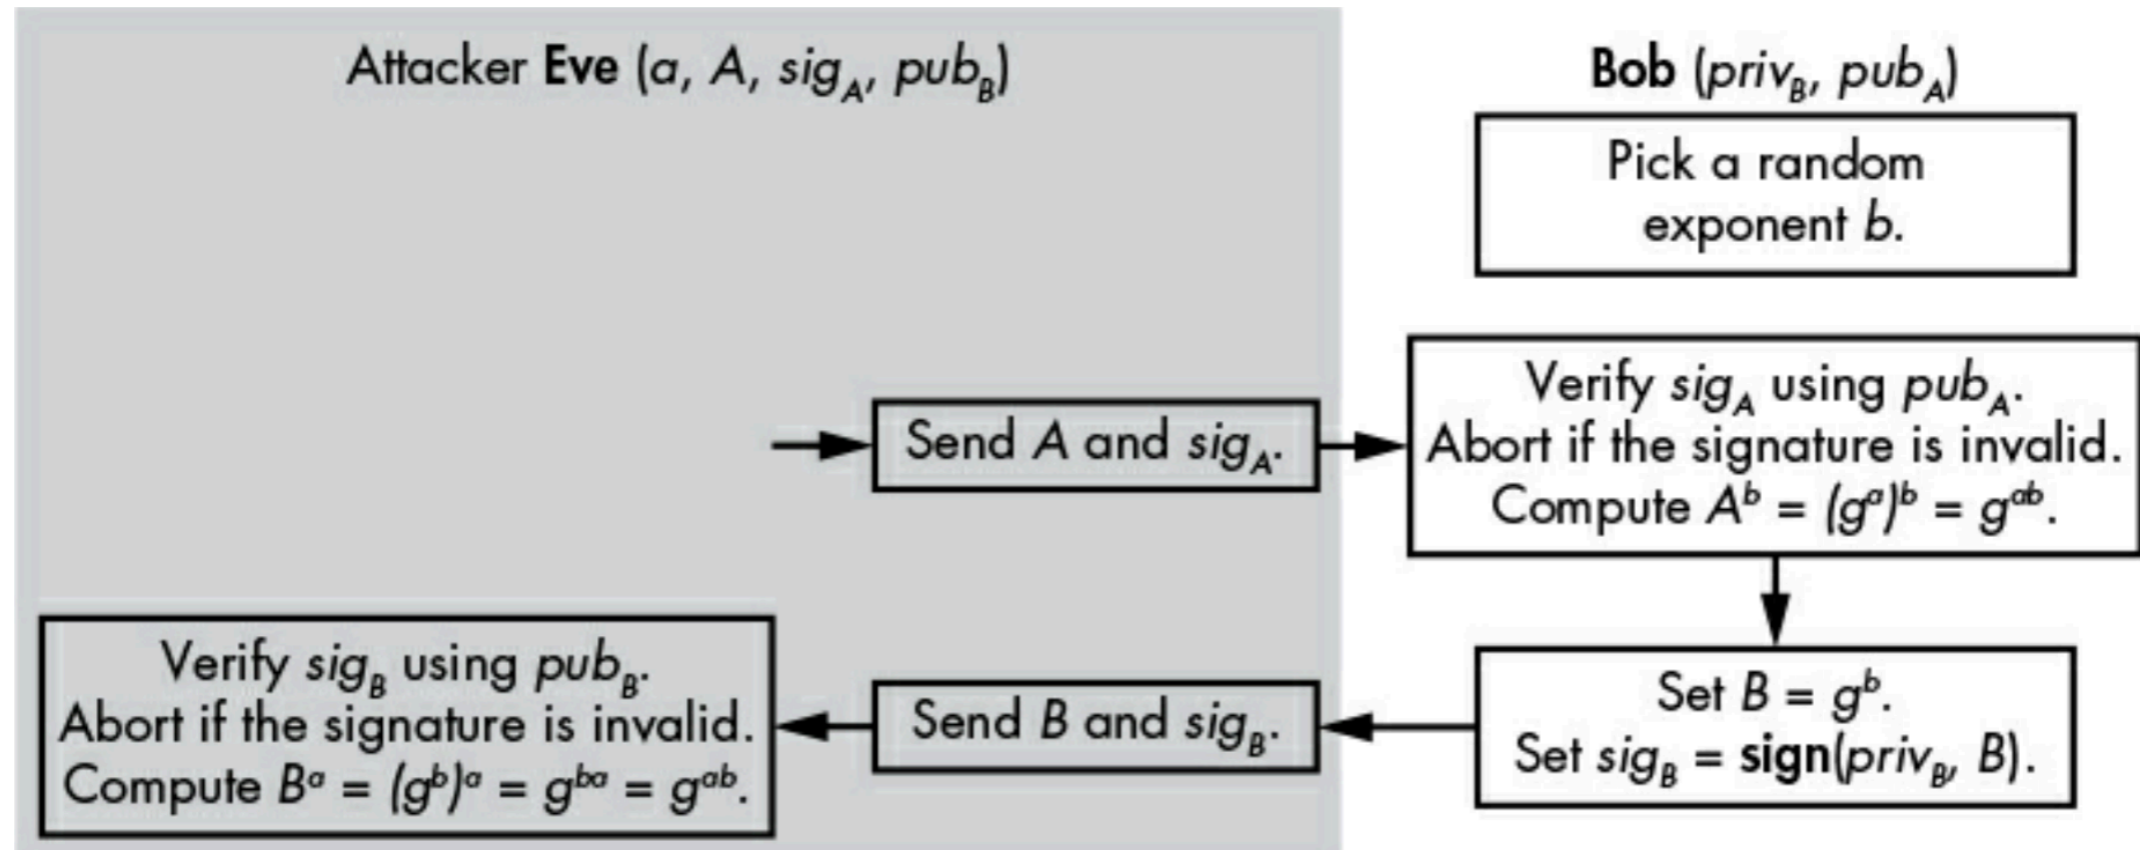 Attacker Eve (a, A, sig_A, pub_B)
Bob (priv_B, pub_A)
Pick a random
exponent b.
Send A and sig_A.
Verify sig_A using pub_A.
Abort if the signature is invalid.
Compute A^b = (g^a)^b = g^ab.
Set B = g^b.
Set sig_B = sign(priv_B, B).
Send B and sig_B.
Verify sig_B using pub_B.
Abort if the signature is invalid.
Compute B^a = (g^b)^a = g^ba = g^ab.